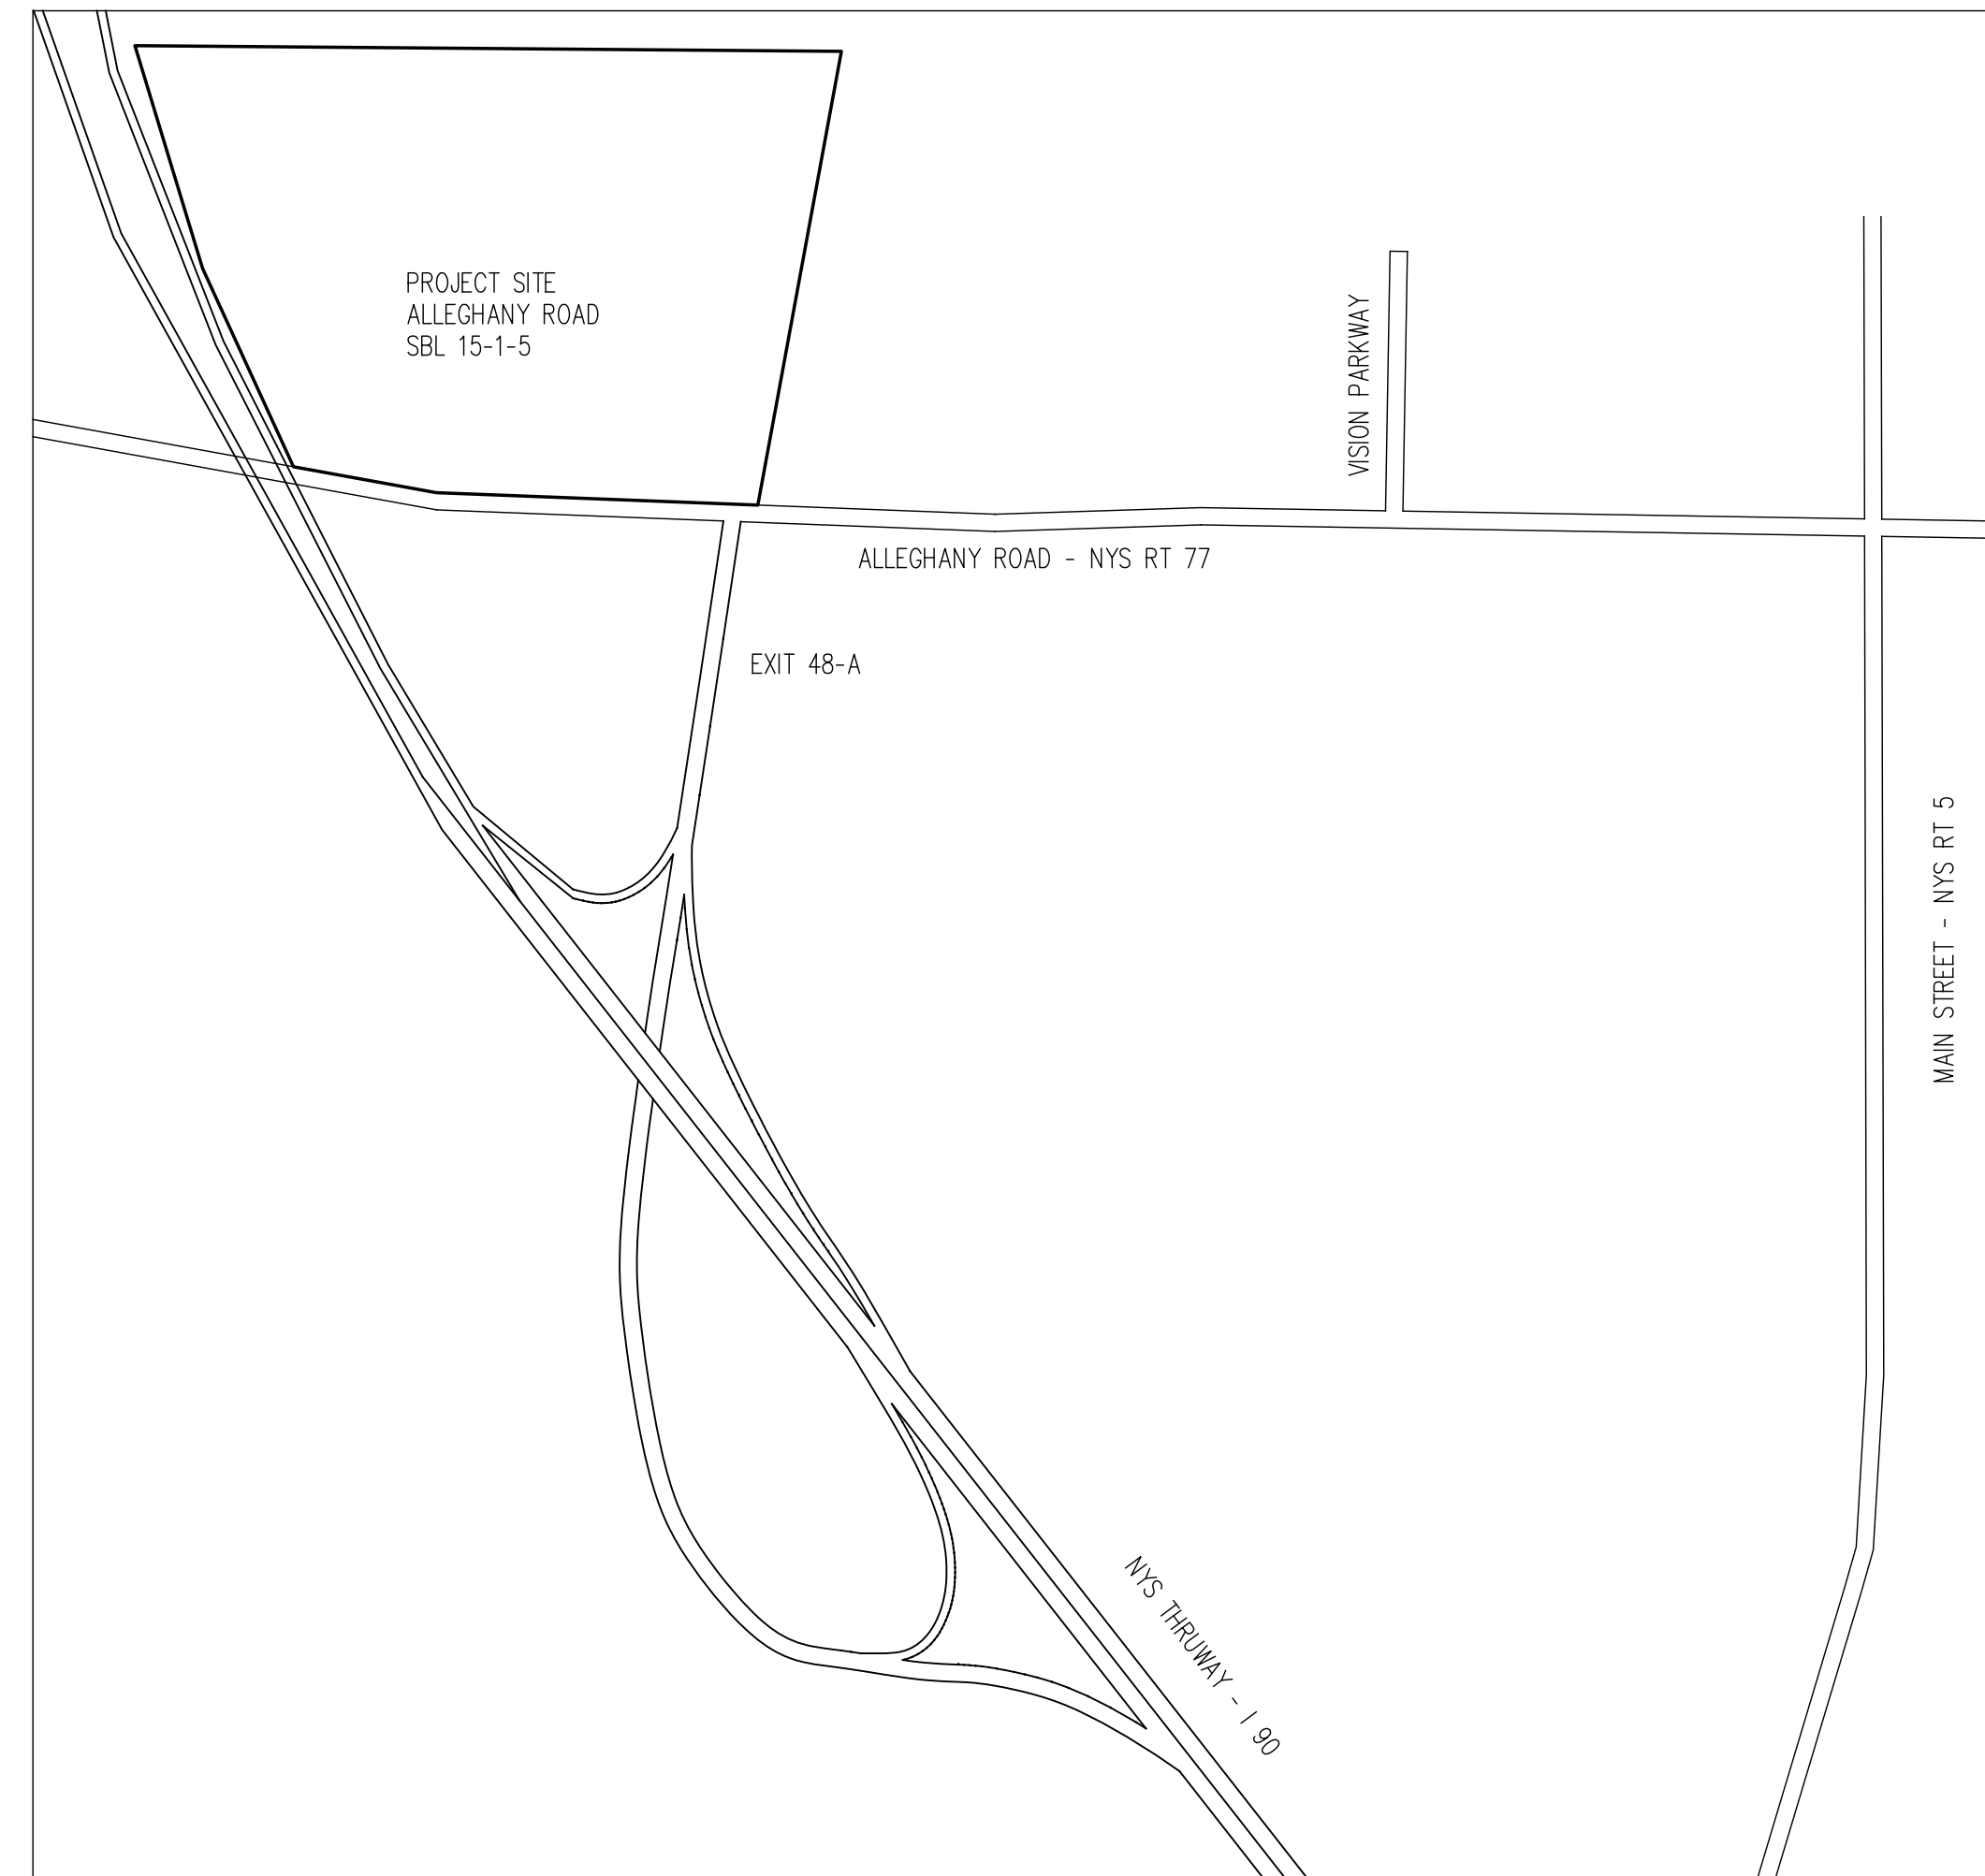 PROJECT SITE
ALLEGHANY ROAD
SBL 15-1-5
VISION PARKWAY
ALLEGHANY ROAD - NYS RT 77
EXIT 48-A
MAIN STREET - NYS RT 5
NYS THRUWAY - I 90